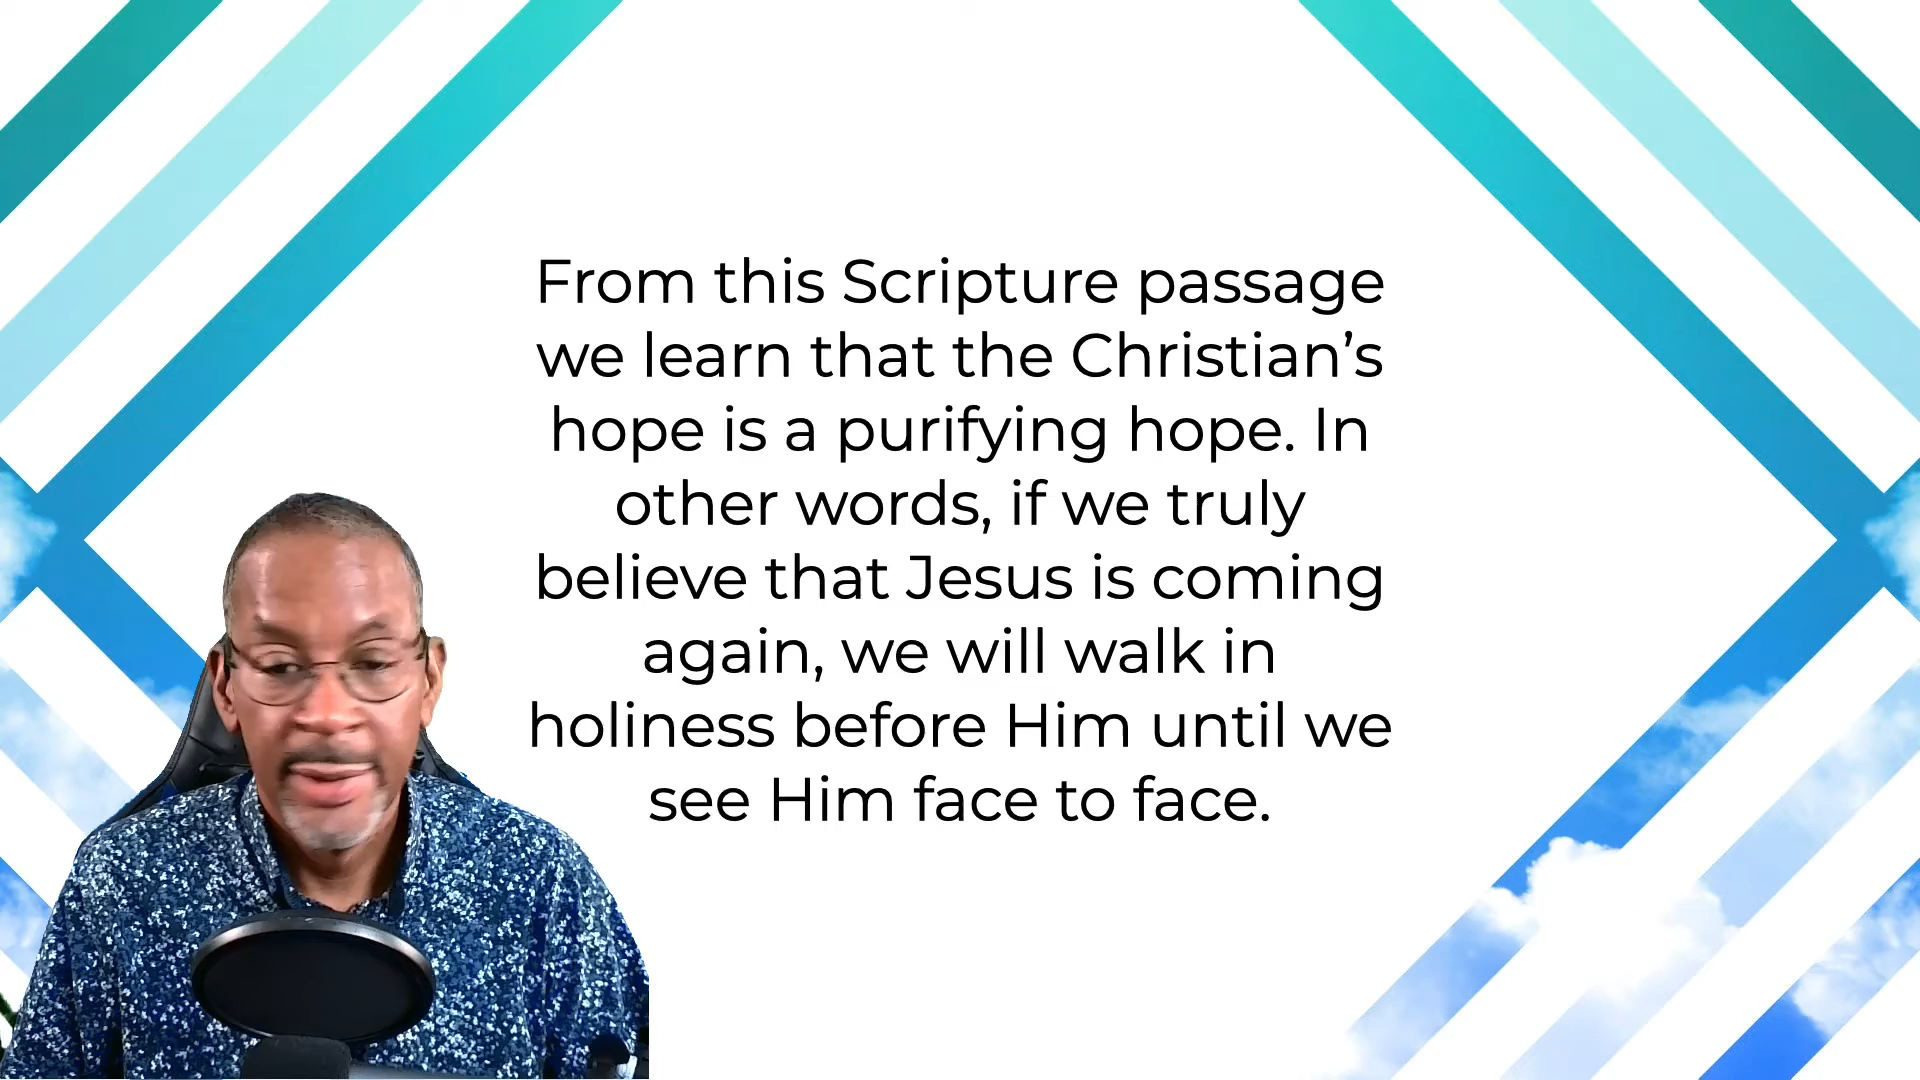 From this Scripture passage
we learn that the Christian’s
hope is a purifying hope. In
other words, if we truly
believe that Jesus is coming
again, we will walk in
holiness before Him until we
see Him face to face.